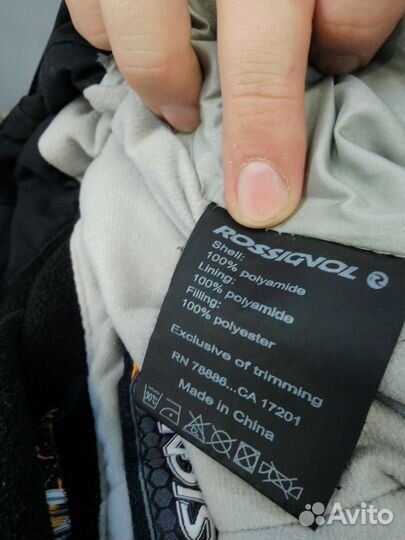 ROSSIGNOL R
Shell:
100% polyamide
Lining:
100% polyamide
Filling:
100% polyester
Exclusive of trimming
RN 78886...CA 17201
Made in China
30°C
Avito